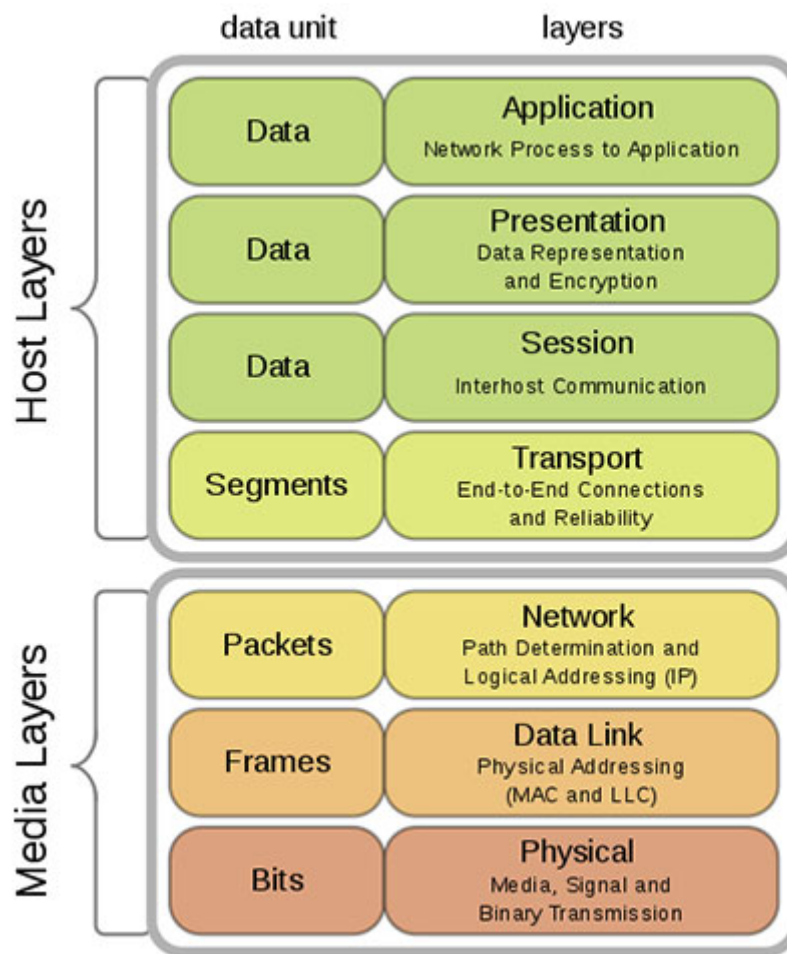 data unit
layers
Host Layers
Data
Application
Network Process to Application
Data
Presentation
Data Representation
and Encryption
Data
Session
Interhost Communication
Segments
Transport
End-to-End Connections
and Reliability
Media Layers
Packets
Network
Path Determination and
Logical Addressing (IP)
Frames
Data Link
Physical Addressing
(MAC and LLC)
Bits
Physical
Media, Signal and
Binary Transmission